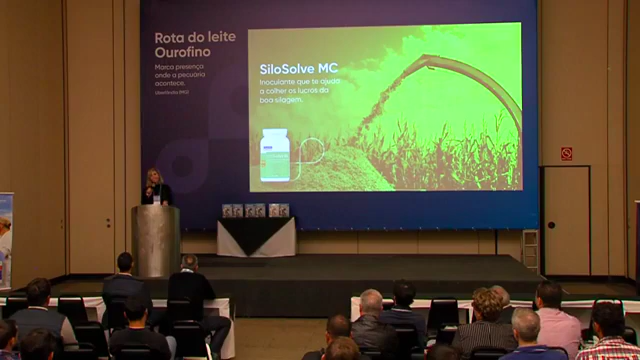 Rota do leite
Ourofino
Marca presença
onde a pecuária
acontece.
Uberlândia (MG)
SiloSolve MC
Inoculante que te ajuda
a colher os lucros da
boa silagem.